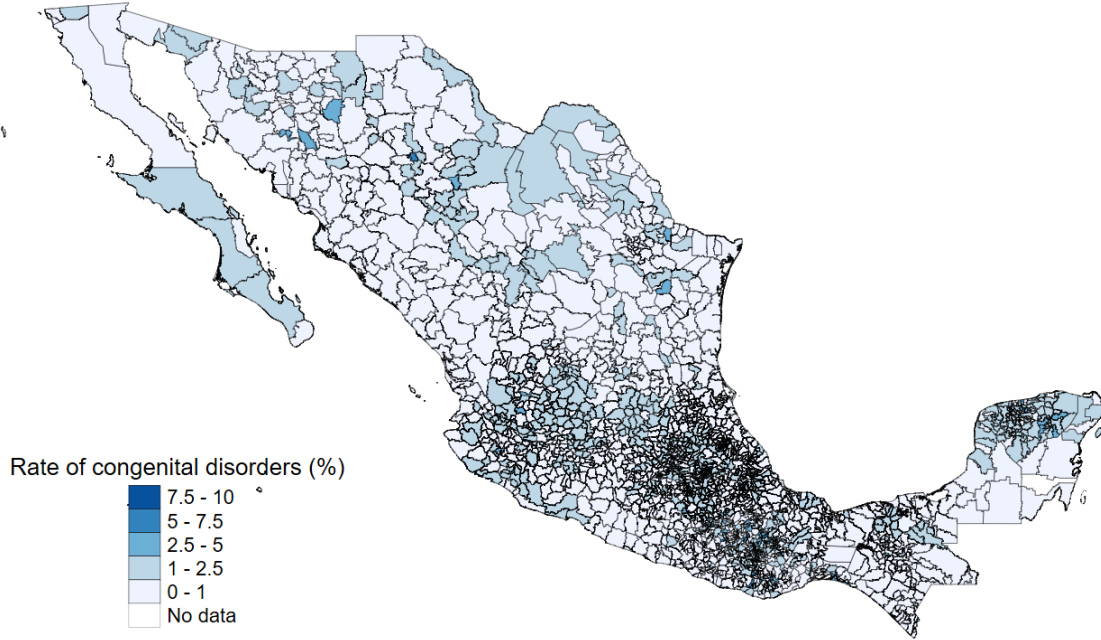 Rate of congenital disorders (%)
7.5 - 10
5 - 7.5
2.5 - 5
1 - 2.5
0 - 1
No data